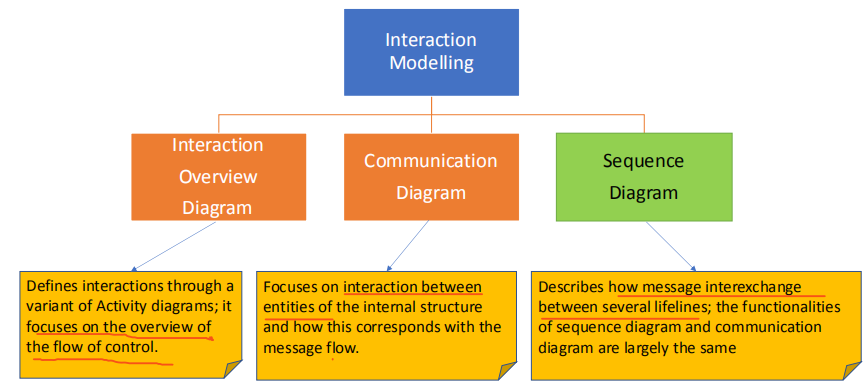 Interaction
Modelling
Interaction
Overview
Diagram
Communication
Diagram
Sequence
Diagram
Defines interactions through a
variant of Activity diagrams; it
focuses on the overview of
the flow of control.
Focuses on interaction between
entities of the internal structure
and how this corresponds with the
message flow.
Describes how message interexchange
between several lifelines; the functionalities
of sequence diagram and communication
diagram are largely the same